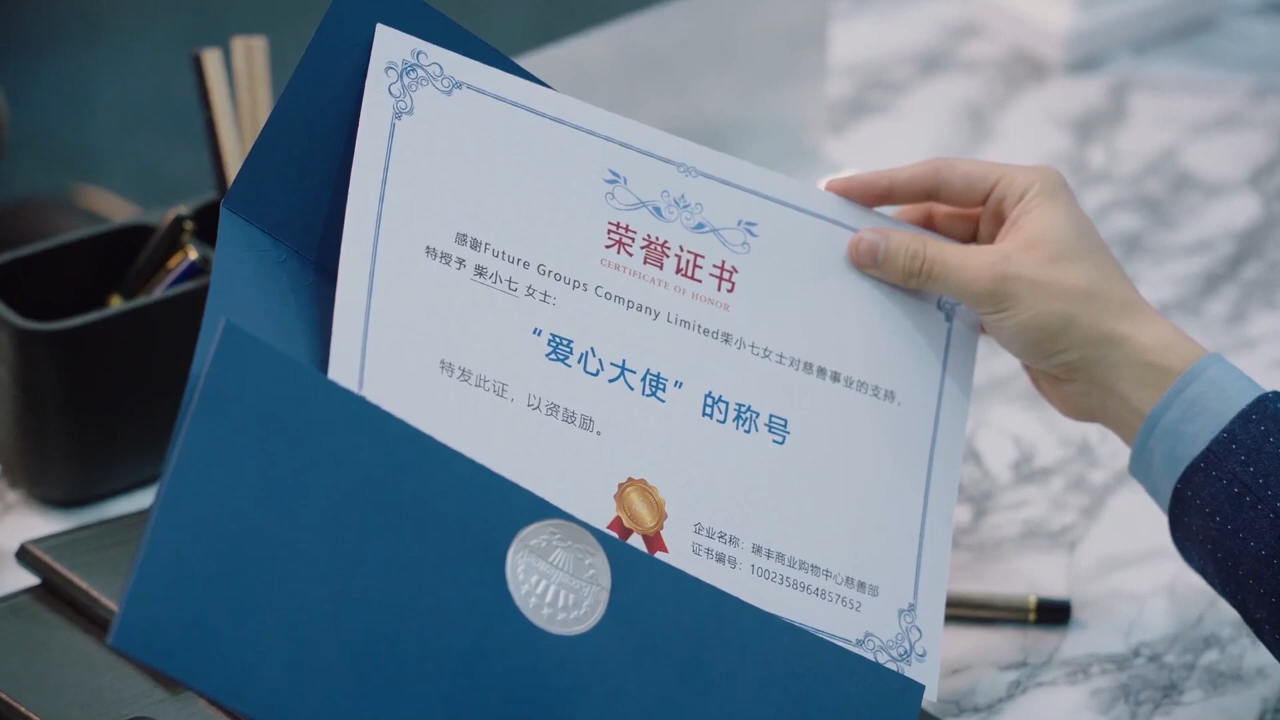 荣誉证书
CERTIFICATE OF HONOR
感谢Future Groups Company Limited柴小七女士对慈善事业的支持，
特授予 柴小七 女士：
“爱心大使”的称号
特发此证，以资鼓励。
企业名称：瑞丰商业购物中心慈善部
证书编号：1002358964857652